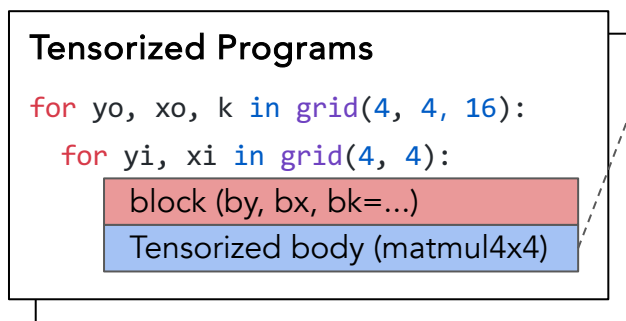 Tensorized Programs
for yo, xo, k in grid(4, 4, 16):
for yi, xi in grid(4, 4):
block (by, bx, bk=...)
Tensorized body (matmul4x4)